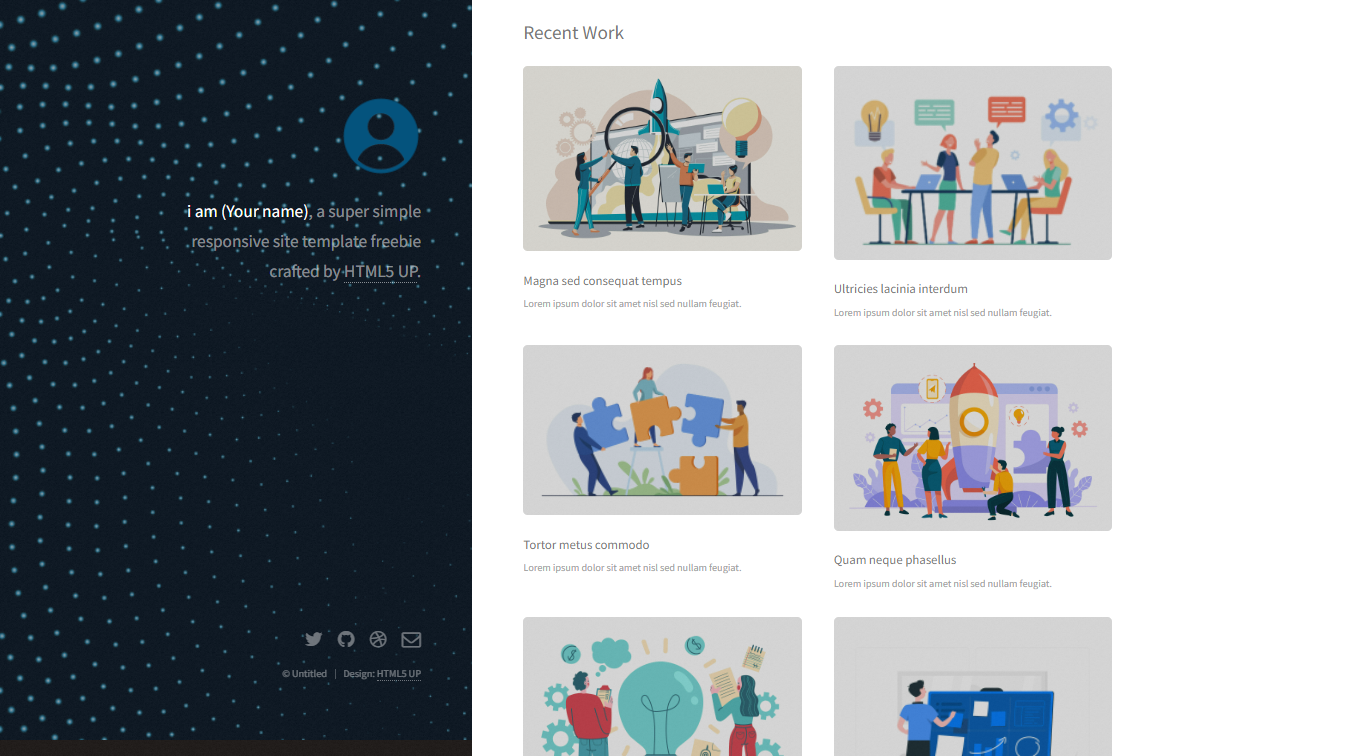 i am (Your name), a super simple
responsive site template freebie
crafted by HTML5 UP.
© Untitled | Design: HTML5 UP
Recent Work
Magna sed consequat tempus
Lorem ipsum dolor sit amet nisl sed nullam feugiat.
Ultricies lacinia interdum
Lorem ipsum dolor sit amet nisl sed nullam feugiat.
Tortor metus commodo
Lorem ipsum dolor sit amet nisl sed nullam feugiat.
Quam neque phasellus
Lorem ipsum dolor sit amet nisl sed nullam feugiat.